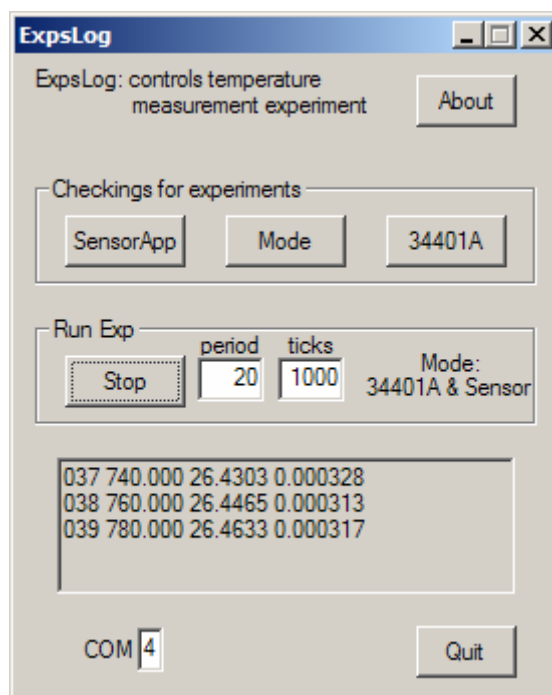 ExpsLog
ExpsLog: controls temperature
measurement experiment
About
Checkings for experiments
SensorApp
Mode
34401A
Run Exp
period
ticks
Stop
20
1000
Mode:
34401A & Sensor
037 740.000 26.4303 0.000328
038 760.000 26.4465 0.000313
039 780.000 26.4633 0.000317
COM 4
Quit